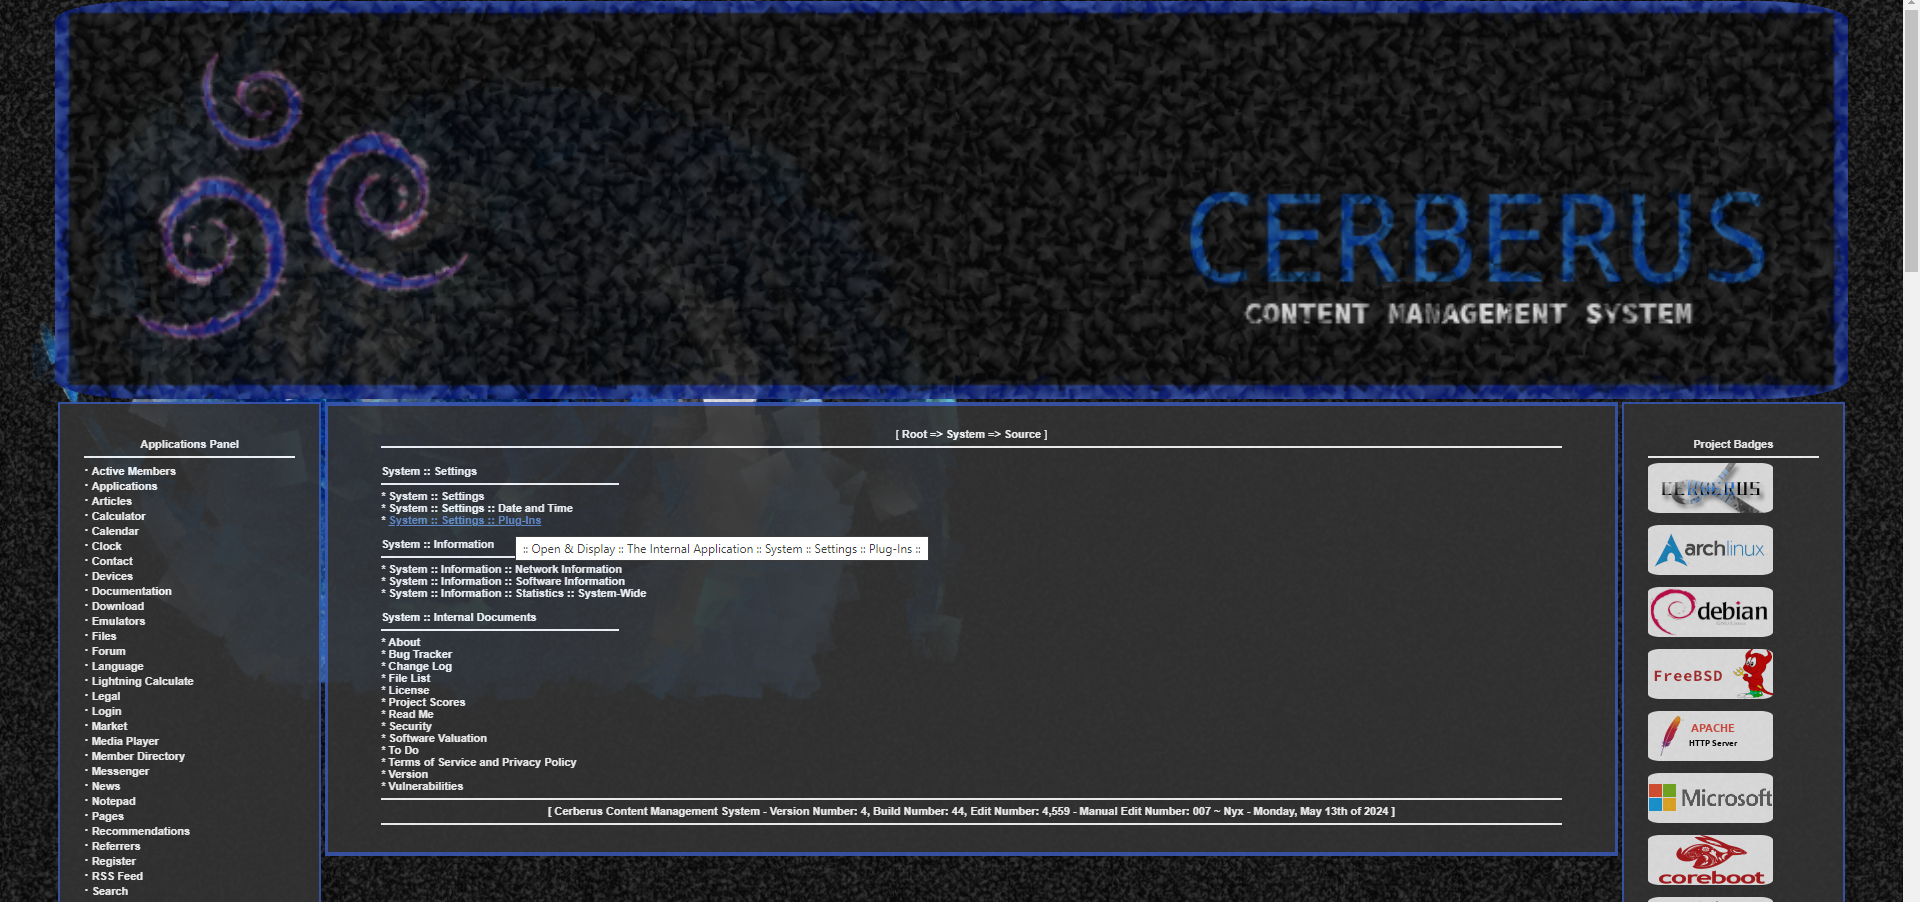 CERBERUS
CONTENT MANAGEMENT SYSTEM
Applications Panel
· Active Members
· Applications
· Articles
· Calculator
· Calendar
· Clock
· Contact
· Devices
· Documentation
· Download
· Emulators
· Files
· Forum
· Language
· Lightning Calculate
· Legal
· Login
· Market
· Media Player
· Member Directory
· Messenger
· News
· Notepad
· Pages
· Recommendations
· Referrers
· Register
· RSS Feed
· Search
[ Root => System => Source ]
System :: Settings
* System :: Settings
* System :: Settings :: Date and Time
* System :: Settings :: Plug-Ins
System :: Information
:: Open & Display :: The Internal Application :: System :: Settings :: Plug-Ins ::
* System :: Information :: Network Information
* System :: Information :: Software Information
* System :: Information :: Statistics :: System-Wide
System :: Internal Documents
* About
* Bug Tracker
* Change Log
* File List
* License
* Project Scores
* Read Me
* Security
* Software Valuation
* To Do
* Terms of Service and Privacy Policy
* Version
* Vulnerabilities
[ Cerberus Content Management System - Version Number: 4, Build Number: 44, Edit Number: 4,559 - Manual Edit Number: 007 ~ Nyx - Monday, May 13th of 2024 ]
Project Badges
CERBERUS
archlinux
debian
FreeBSD
APACHE
HTTP Server
Microsoft
coreboot